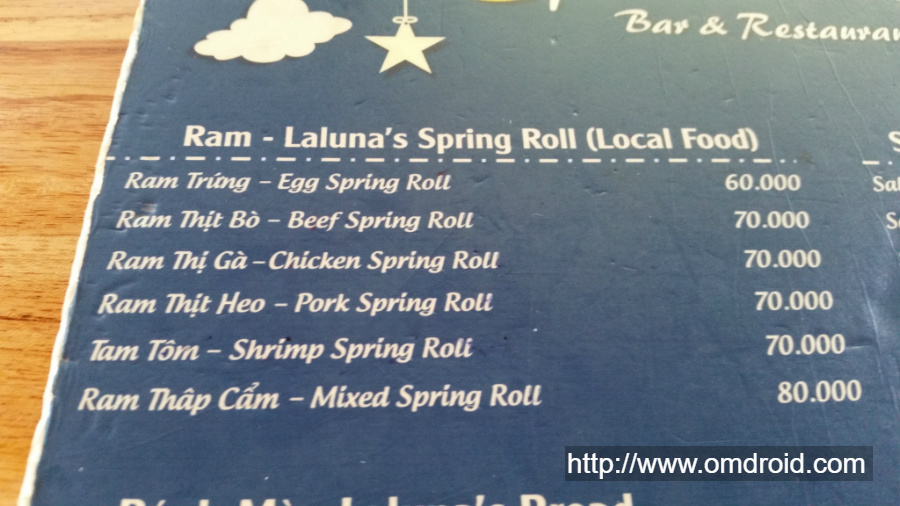 Bar & Restauran
Ram - Laluna's Spring Roll (Local Food)
Ram Trứng - Egg Spring Roll 60.000
Ram Thịt Bò - Beef Spring Roll 70.000
Ram Thị Gà - Chicken Spring Roll 70.000
Ram Thịt Heo - Pork Spring Roll 70.000
Tam Tôm - Shrimp Spring Roll 70.000
Ram Thâp Cẩm - Mixed Spring Roll 80.000
http://www.omdroid.com
Laluna's Bread